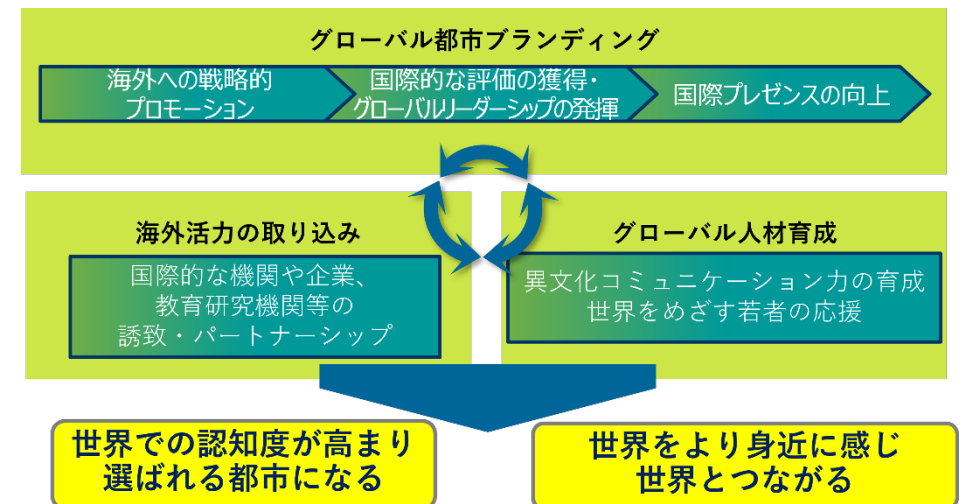 グローバル都市ブランディング
海外への戦略的
プロモーション
国際的な評価の獲得・
グローバルリーダーシップの発揮
国際プレゼンスの向上
海外活力の取り込み
国際的な機関や企業、
教育研究機関等の
誘致・パートナーシップ
グローバル人材育成
異文化コミュニケーション力の育成
世界をめざす若者の応援
世界での認知度が高まり
選ばれる都市になる
世界をより身近に感じ
世界とつながる